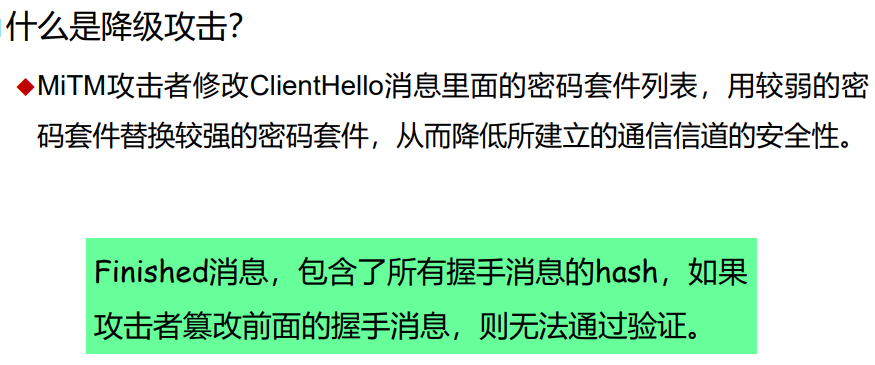 什么是降级攻击？
MiTM攻击者修改ClientHello消息里面的密码套件列表，用较弱的密
码套件替换较强的密码套件，从而降低所建立的通信信道的安全性。
Finished消息，包含了所有握手消息的hash，如果
攻击者篡改前面的握手消息，则无法通过验证。